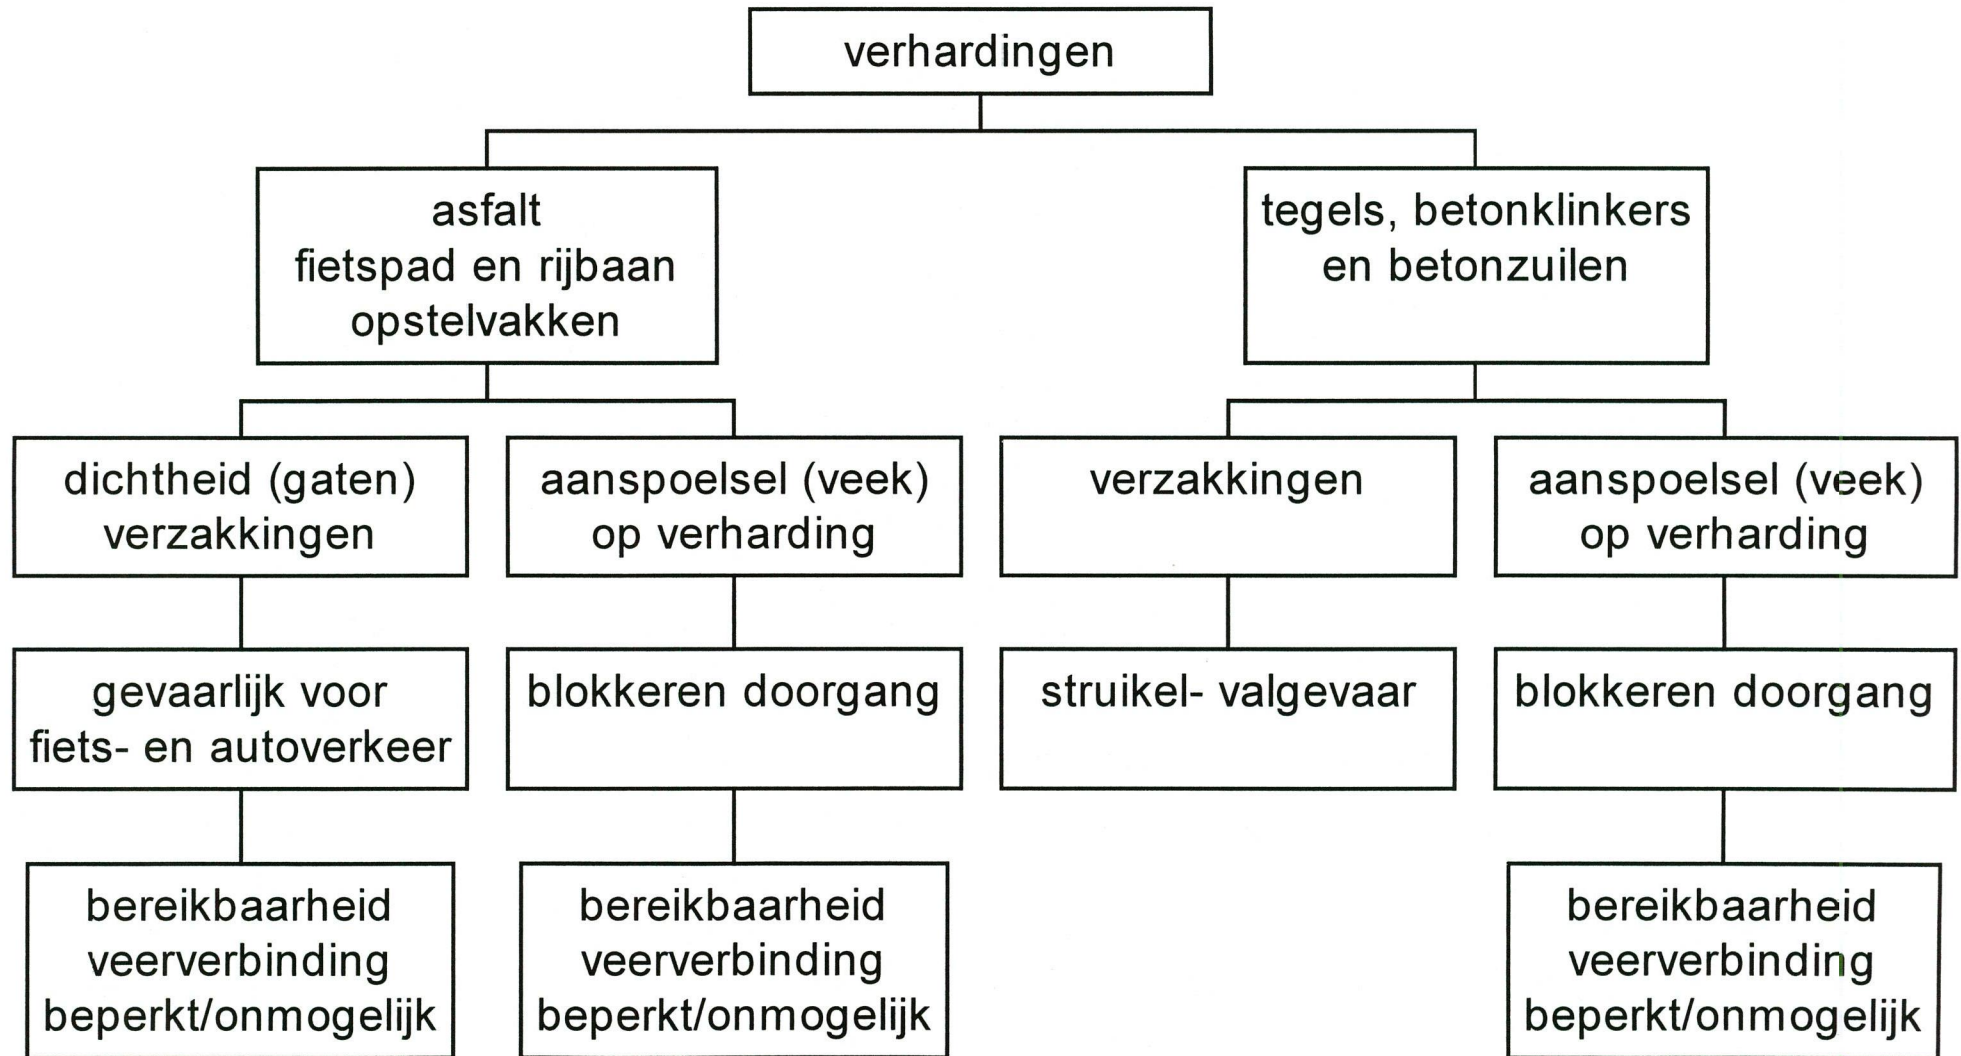 verhardingen
asfalt
fietspad en rijbaan
opstelvakken
tegels, betonklinkers
en betonzuilen
dichtheid (gaten)
verzakkingen
aanspoelsel (veek)
op verharding
verzakkingen
aanspoelsel (veek)
op verharding
gevaarlijk voor
fiets- en autoverkeer
blokkeren doorgang
struikel- valgevaar
blokkeren doorgang
bereikbaarheid
veerverbinding
beperkt/onmogelijk
bereikbaarheid
veerverbinding
beperkt/onmogelijk
bereikbaarheid
veerverbinding
beperkt/onmogelijk